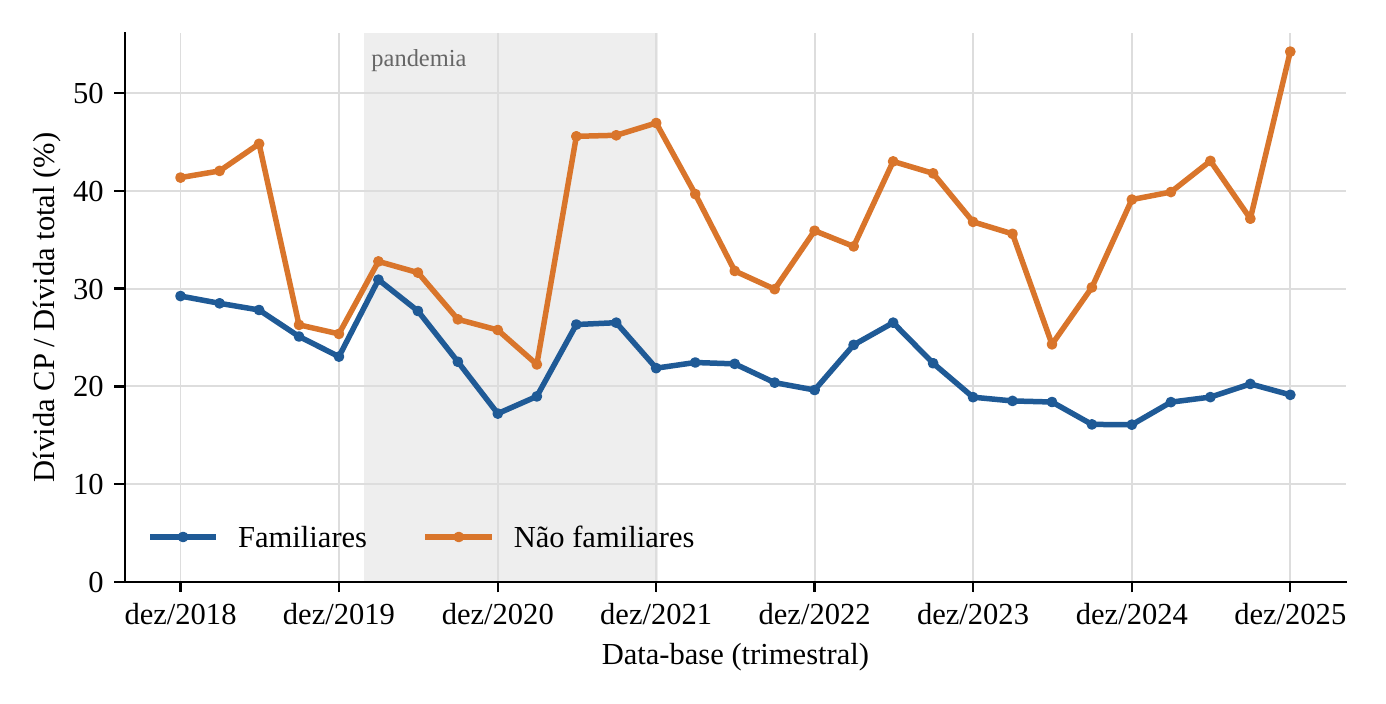 pandemia
Dívida CP / Dívida total (%)
50
40
30
20
10
0
Familiares
Não familiares
dez/2018
dez/2019
dez/2020
dez/2021
dez/2022
dez/2023
dez/2024
dez/2025
Data-base (trimestral)